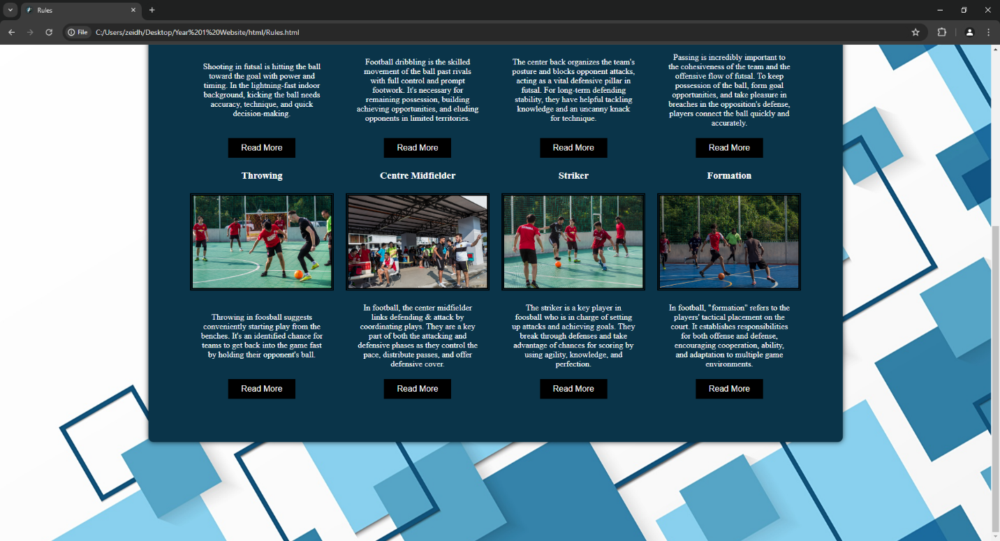 Rules
File
C:/Users/zeidh/Desktop/Year%201%20Website/html/Rules.html
Shooting in futsal is hitting the ball
toward the goal with power and
timing. In the lightning-fast indoor
background, kicking the ball needs
accuracy, technique, and quick
decision-making.
Football dribbling is the skilled
movement of the ball past rivals
with full control and prompt
footwork. It's necessary for
remaining possession, building
achieving opportunities, and eluding
opponents in limited territories.
The center back organizes the team's
posture and blocks opponent attacks,
acting as a vital defensive pillar in
futsal. For long-term defending
stability, they have helpful tackling
knowledge and an uncanny knack
for technique.
Passing is incredibly important to
the cohesiveness of the team and the
offensive flow of futsal. To keep
possession of the ball, form goal
opportunities, and take pleasure in
breaches in the opposition's defense,
players connect the ball quickly and
accurately.
Read More
Read More
Read More
Read More
Throwing
Centre Midfielder
Striker
Formation
Throwing in foosball suggests
conveniently starting play from the
benches. It's an identified chance for
teams to get back into the game fast
by holding their opponent's ball.
In football, the center midfielder
links defending & attack by
coordinating plays. They are a key
part of both the attacking and
defensive phases as they control the
pace, distribute passes, and offer
defensive cover.
The striker is a key player in
foosball who is in charge of setting
up attacks and achieving goals. They
break through defenses and take
advantage of chances for scoring by
using agility, knowledge, and
perfection.
In football, "formation" refers to the
players' tactical placement on the
court. It establishes responsibilities
for both offense and defense,
encouraging cooperation, ability,
and adaptation to multiple game
environments.
Read More
Read More
Read More
Read More